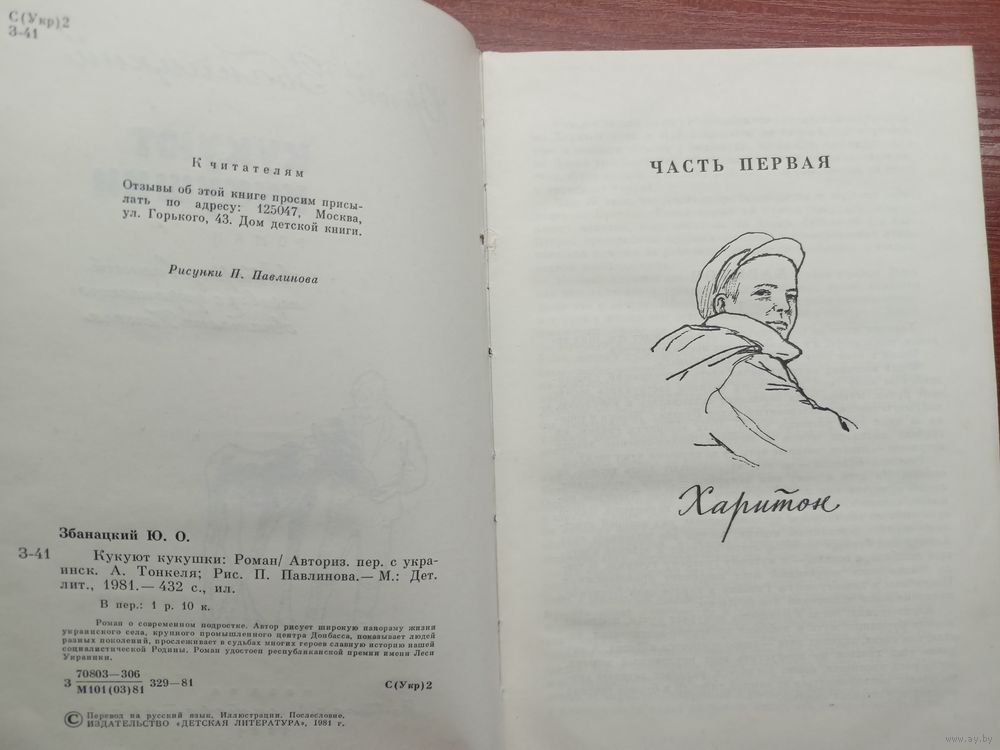 С(Укр)2
З-41
К читателям
Отзывы об этой книге просим присы-
лать по адресу: 125047, Москва,
ул. Горького, 43. Дом детской книги.
Рисунки П. Павлинова
Збанацкий Ю. О.
З-41 Кукуют кукушки: Роман/ Авториз. пер. с укра-
инск. А. Тонкеля; Рис. П. Павлинова.— М.: Дет.
лит., 1981.— 432 с., ил.
В пер.: 1 р. 10 к.
Роман о современном подростке. Автор рисует широкую панораму жизни
украинского села, крупного промышленного центра Донбасса, показывает людей
разных поколений, прослеживает в судьбах многих героев славную историю нашей
социалистической Родины. Роман удостоен республиканской премии имени Леси
Украинки.
70803—306
З 329—81 С(Укр)2
М101(03)81
© Перевод на русский язык. Иллюстрации. Послесловие.
ИЗДАТЕЛЬСТВО «ДЕТСКАЯ ЛИТЕРАТУРА», 1981 г.
ЧАСТЬ ПЕРВАЯ
Харитон
www.ay.by